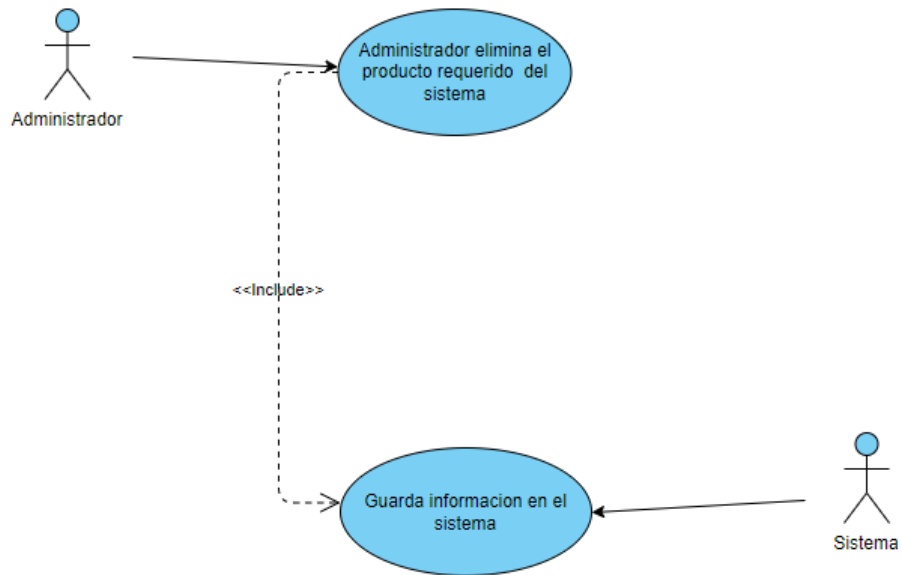 Administrador elimina el
producto requerido del
sistema
Administrador
<<Include>>
Guarda informacion en el
sistema
Sistema